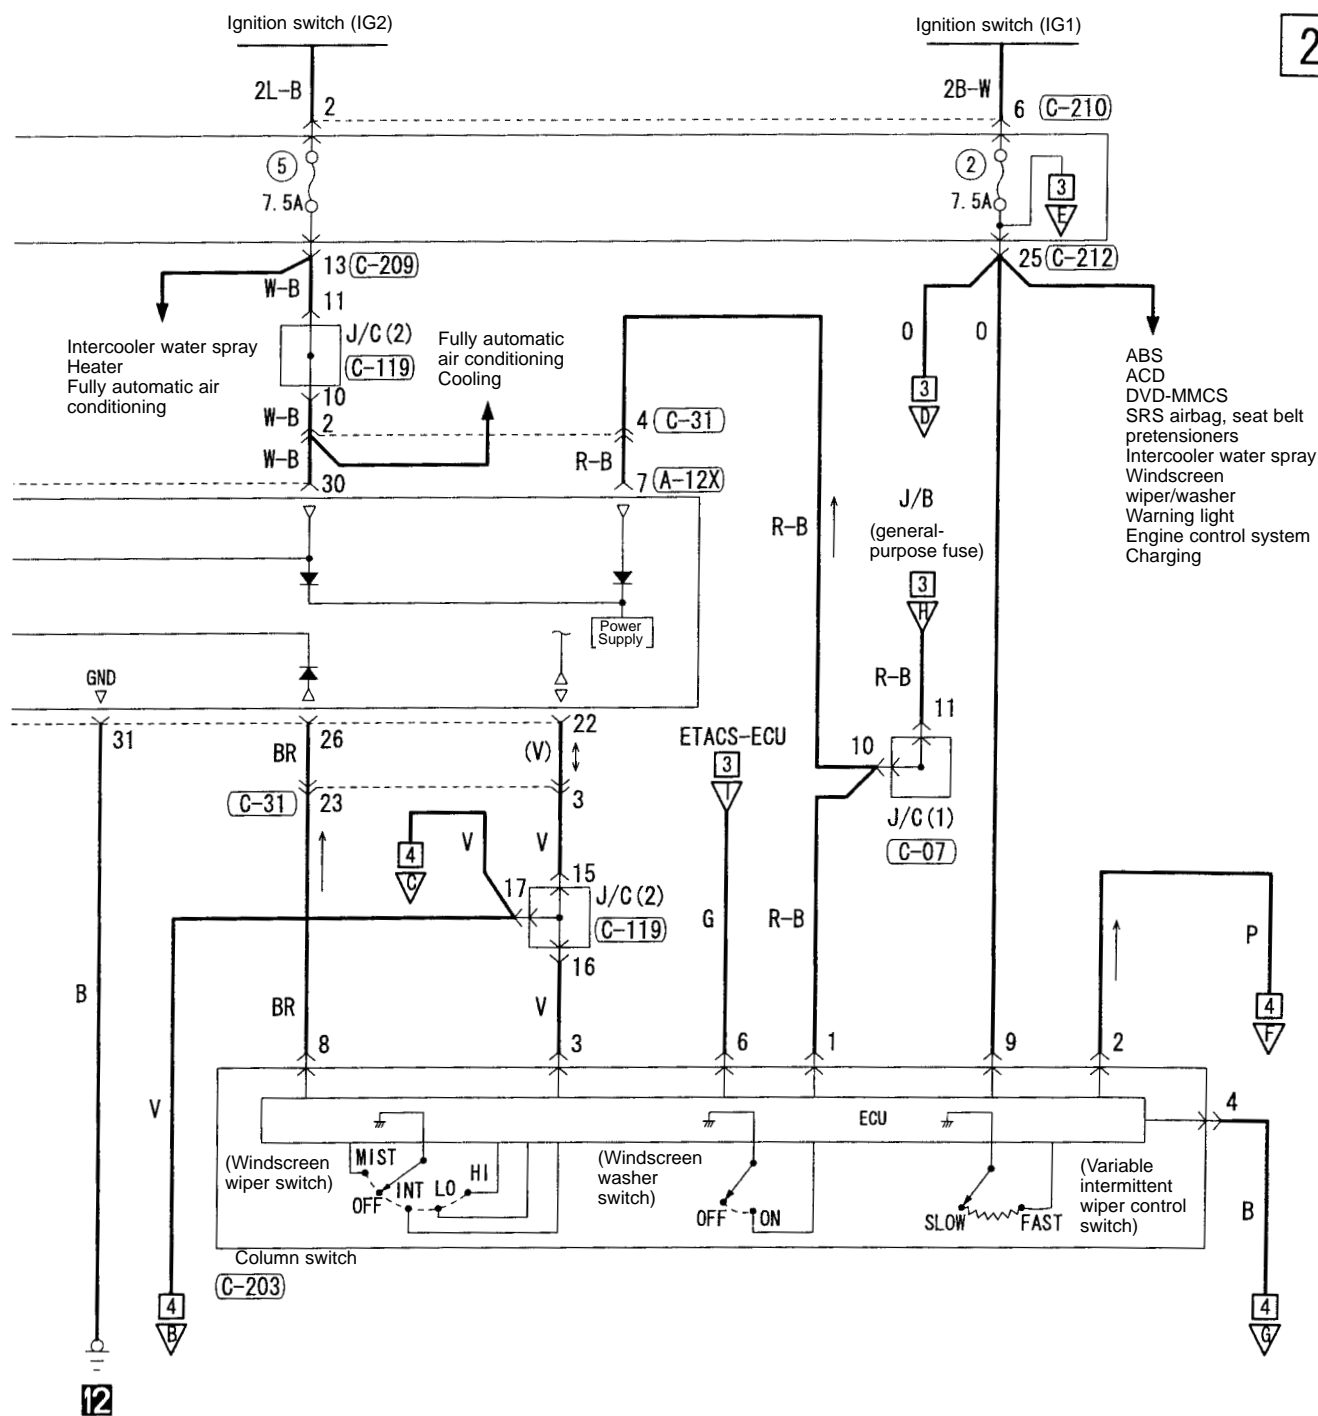 Ignition switch (IG2)
Ignition switch (IG1)
2
2L-B
2
2B-W
6 C-210
5
7.5A
2
7.5A
3
E
13 C-209
W-B
11
25 C-212
O
O
Intercooler water spray
Heater
Fully automatic air
conditioning
J/C(2)
C-119
10
Fully automatic
air conditioning
Cooling
W-B
2
W-B
30
4 C-31
R-B
7 A-12X
3
D
ABS
ACD
DVD-MMCS
SRS airbag, seat belt
pretensioners
Intercooler water spray
Windscreen
wiper/washer
Warning light
Engine control system
Charging
R-B
J/B
(general-
purpose fuse)
3
H
R-B
11
Power
Supply
GND
31
26
22
BR
(V)
C-31 23
3
ETACS-ECU
3
I
10
J/C(1)
C-07
4
C
V
V
17
15
J/C(2)
C-119
16
G
R-B
P
4
F
B
BR
V
8
3
6
1
9
2
V
ECU
4
(Windscreen
wiper switch)
MIST
OFF
INT
LO
HI
(Windscreen
washer
switch)
OFF
ON
SLOW
FAST
(Variable
intermittent
wiper control
switch)
B
Column switch
C-203
4
B
4
G
12